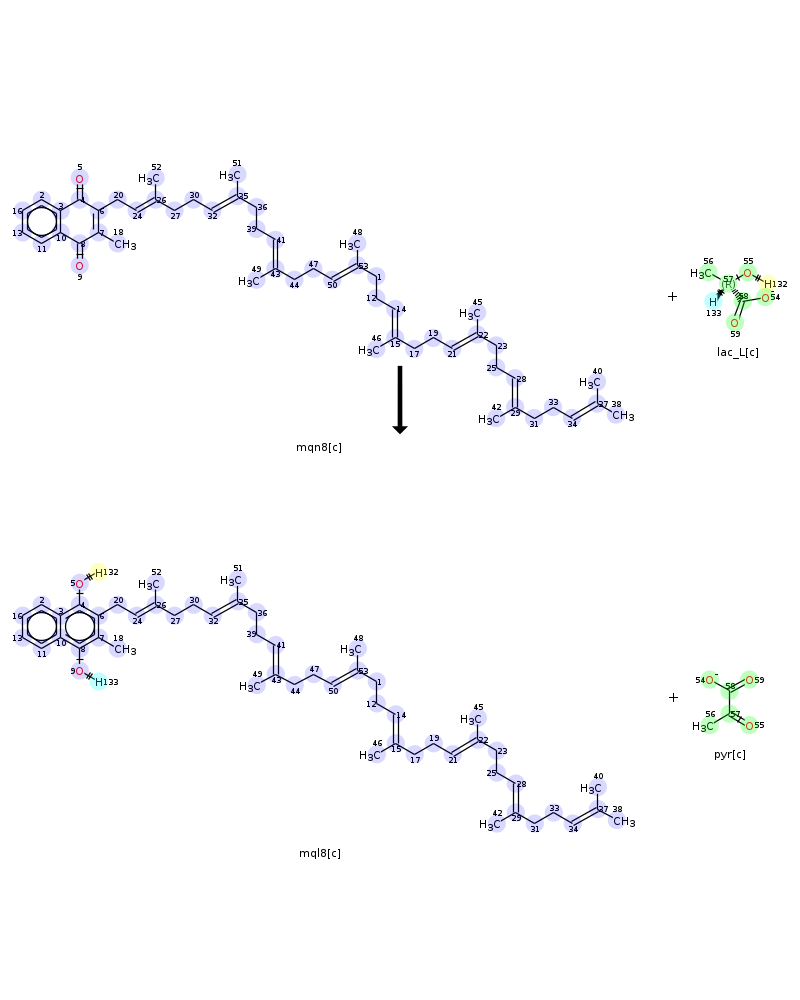 51
5
52
H₃C
O
H₃C
2
20
30
35
16
3
4
6
26
36
24
27
32
48
13
7
18
39
41
H₃C
10
8
CH₃
11
47
53
56
55
O
49
43
1
H₃C
57
O
H132
9
H₃C
44
50
(R)
12
58
O⁻54
+
H
133
45
14
O
H₃C
59
46
19
22
15
23
lac_L[c]
H₃C
17
21
25
40
28
H₃C
42
33
37
38
29
H₃C
CH₃
31
34
mqn8[c]
51
H132
52
H₃C
5O
H₃C
2
4
20
30
35
16
3
6
26
36
24
27
32
48
13
7
18
39
41
H₃C
10
8
CH₃
11
47
53
9O
49
43
1
54O⁻
O59
H133
H₃C
44
50
58
12
+
56
57
45
14
H₃C
O55
H₃C
46
19
22
15
23
pyr[c]
H₃C
17
21
25
40
28
H₃C
42
33
37
38
29
H₃C
CH₃
31
34
mql8[c]